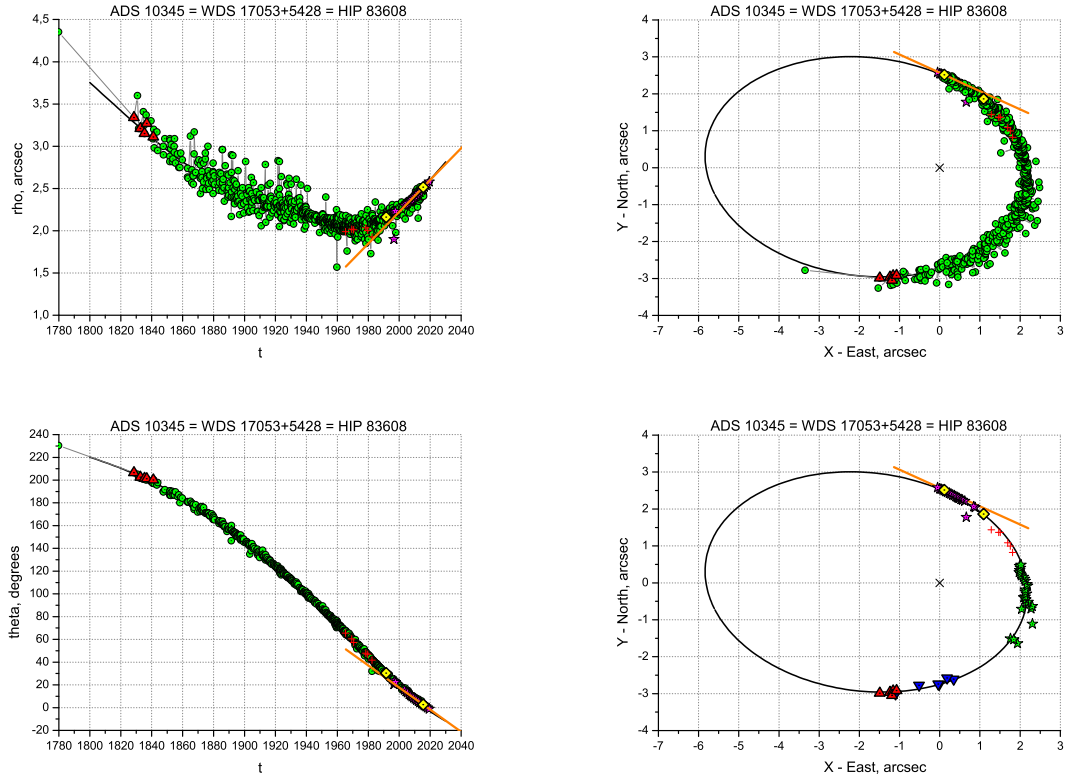 ADS 10345 = WDS 17053+5428 = HIP 83608
4,5
4,0
3,5
3,0
2,5
2,0
1,5
1,0
rho, arcsec
1780 1800 1820 1840 1860 1880 1900 1920 1940 1960 1980 2000 2020 2040
t
ADS 10345 = WDS 17053+5428 = HIP 83608
4
3
2
1
0
-1
-2
-3
-4
Y - North, arcsec
-7 -6 -5 -4 -3 -2 -1 0 1 2 3
X - East, arcsec
ADS 10345 = WDS 17053+5428 = HIP 83608
240
220
200
180
160
140
120
100
80
60
40
20
0
-20
theta, degrees
1780 1800 1820 1840 1860 1880 1900 1920 1940 1960 1980 2000 2020 2040
t
ADS 10345 = WDS 17053+5428 = HIP 83608
4
3
2
1
0
-1
-2
-3
-4
Y - North, arcsec
-7 -6 -5 -4 -3 -2 -1 0 1 2 3
X - East, arcsec